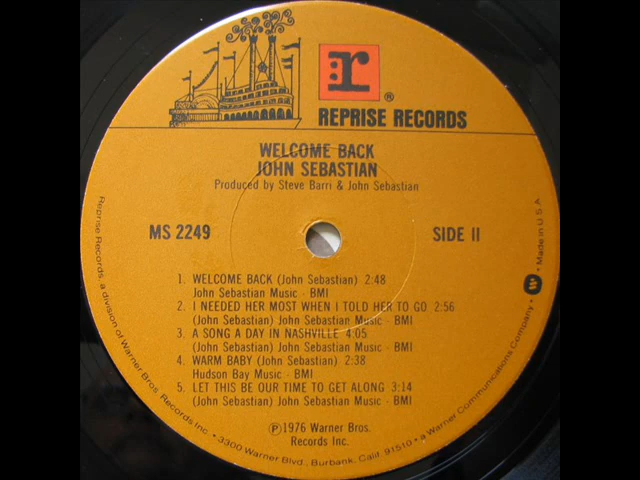 r
®
REPRISE RECORDS
WELCOME BACK
JOHN SEBASTIAN
Produced by Steve Barri & John Sebastian
MS 2249
SIDE II
1. WELCOME BACK (John Sebastian) 2:48
John Sebastian Music · BMI
2. I NEEDED HER MOST WHEN I TOLD HER TO GO 2:56
(John Sebastian) John Sebastian Music · BMI
3. A SONG A DAY IN NASHVILLE 4:05
(John Sebastian) John Sebastian Music · BMI
4. WARM BABY (John Sebastian) 2:38
Hudson Bay Music · BMI
5. LET THIS BE OUR TIME TO GET ALONG 3:14
(John Sebastian) John Sebastian Music · BMI
℗1976 Warner Bros.
Records Inc.
Reprise Records, a division of Warner Bros. Records Inc. · 3300 Warner Blvd., Burbank, Calif. 91510 · a Warner Communications Company · W · Made in U.S.A.